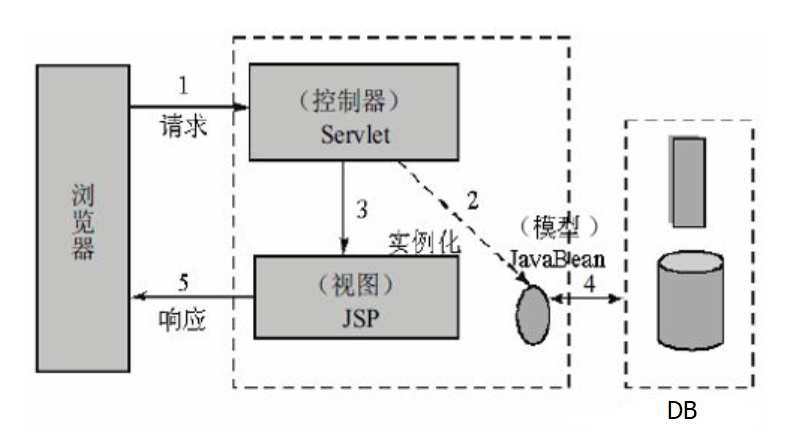 1
请求
（控制器）
Servlet
浏览器
3
2
实例化
（模型）
JavaBean
4
（视图）
JSP
5
响应
DB